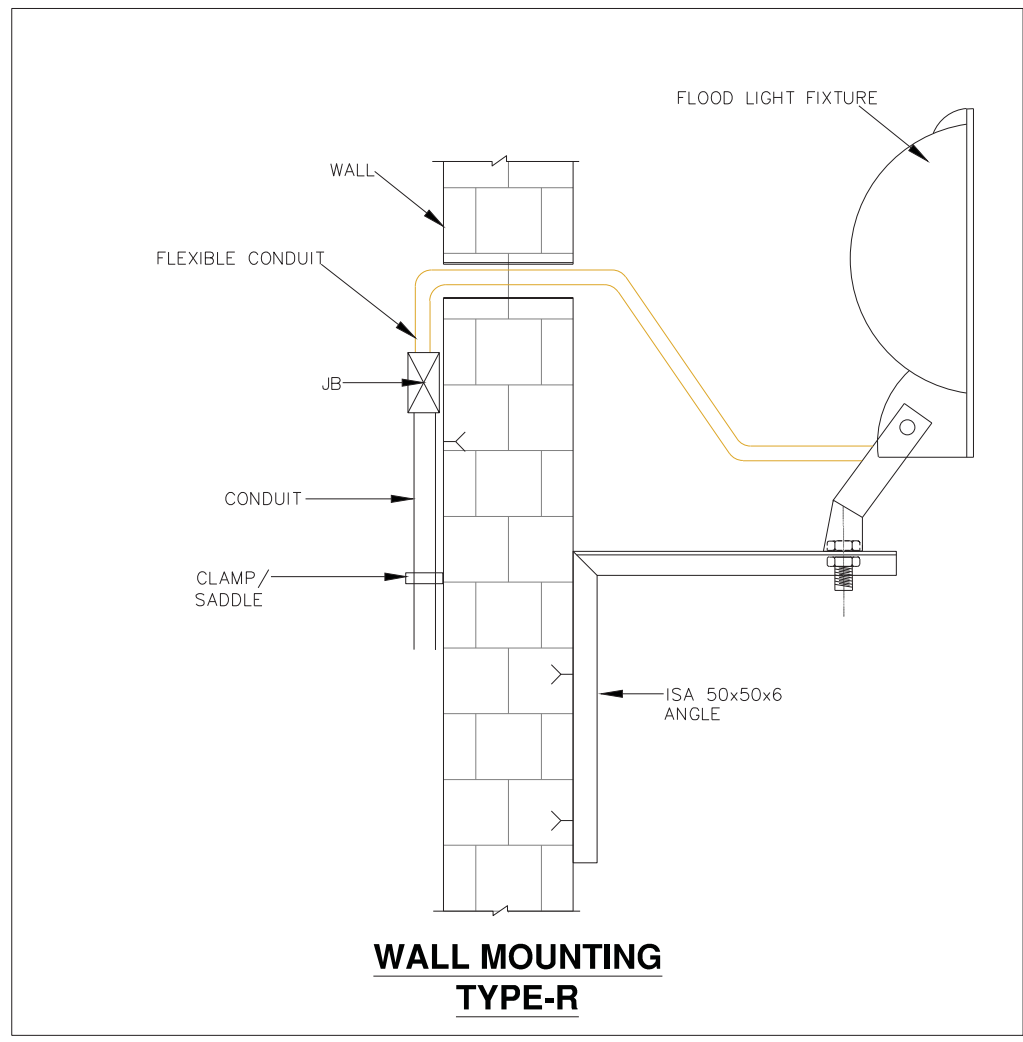 FLOOD LIGHT FIXTURE
WALL
FLEXIBLE CONDUIT
JB
CONDUIT
CLAMP/
SADDLE
ISA 50x50x6
ANGLE
WALL MOUNTING
TYPE-R